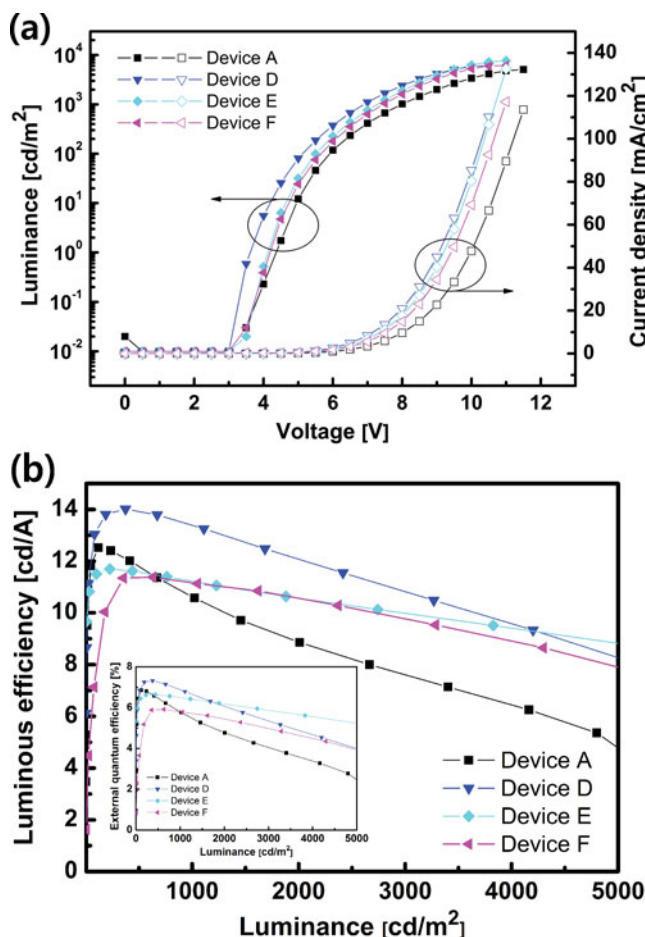 (a)
Luminance [cd/m²]
10⁴
10³
10²
10¹
10⁰
10⁻¹
10⁻²
Device A
Device D
Device E
Device F
140
120
100
80
60
40
20
0
Current density [mA/cm²]
0 2 4 6 8 10 12
Voltage [V]
(b)
Luminous efficiency [cd/A]
14
12
10
8
6
4
2
0
External quantum efficiency [%]
8
6
4
2
0
Device A
Device D
Device E
Device F
0 1000 2000 3000 4000 5000
Luminance [cd/m²]
Device A
Device D
Device E
Device F
1000 2000 3000 4000 5000
Luminance [cd/m²]